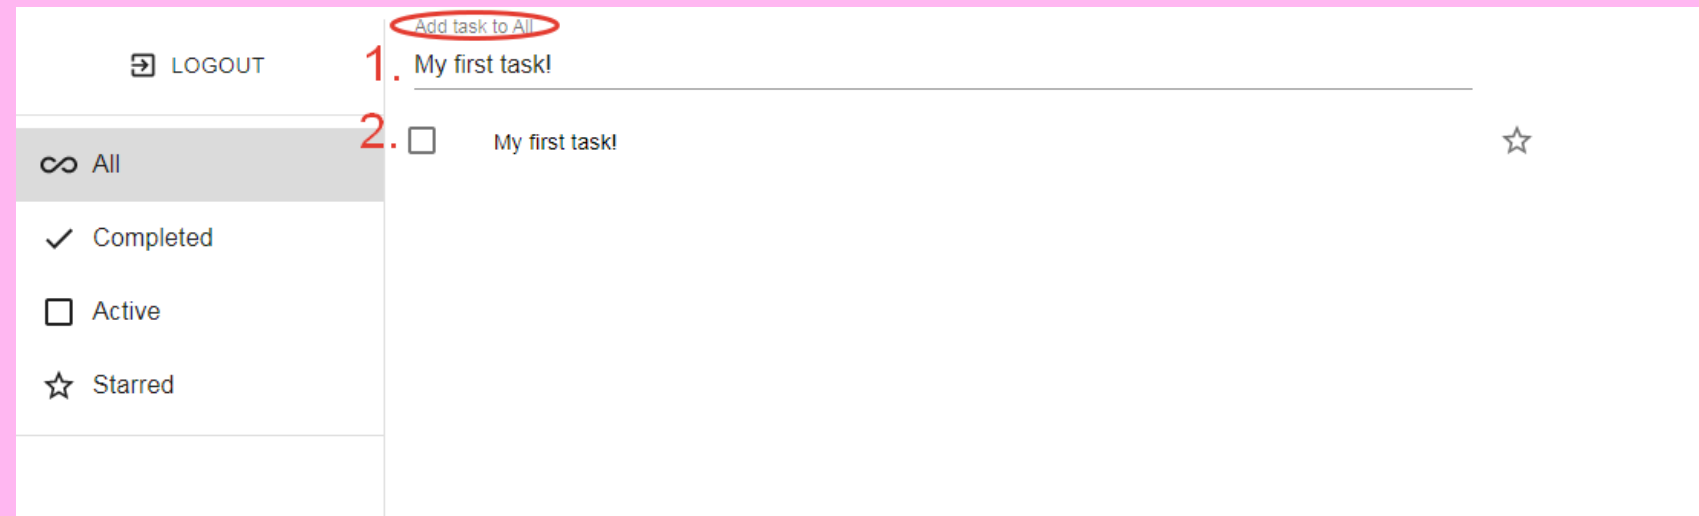 LOGOUT
All
Completed
Active
Starred
Add task to All
1. My first task!
2. My first task!